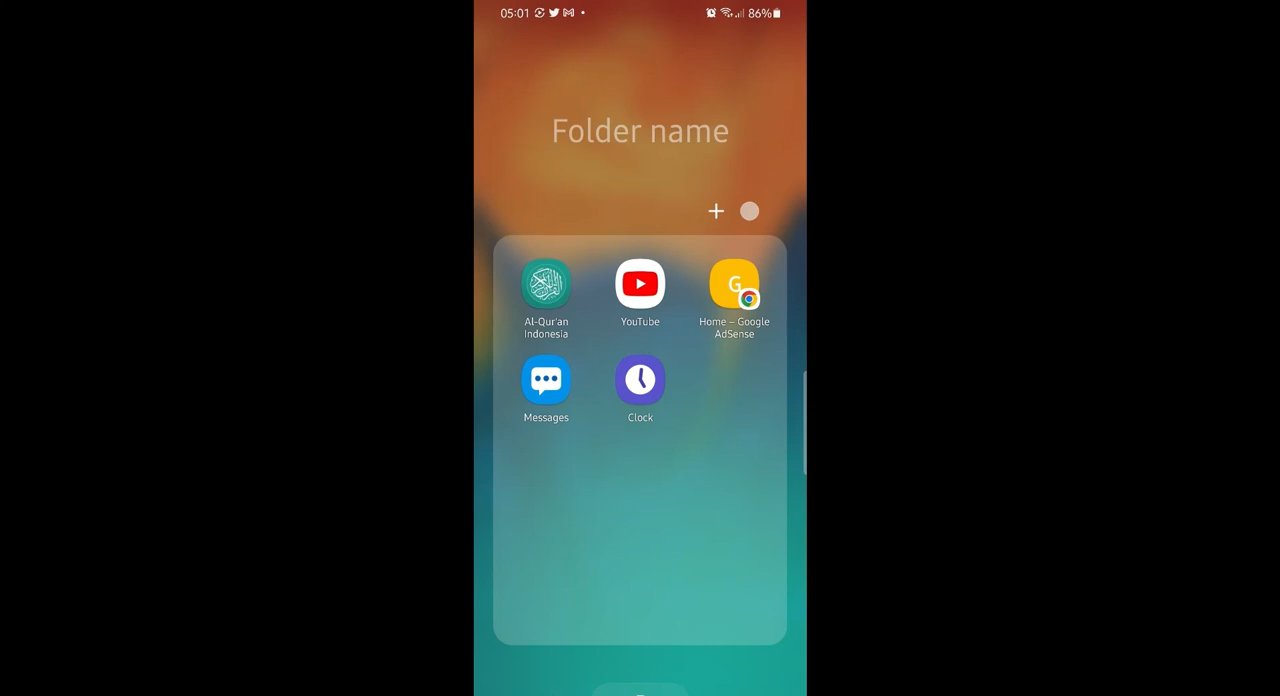 05:01
86%
Folder name
G
Al-Qur'an
Indonesia
YouTube
Home – Google
AdSense
Messages
Clock